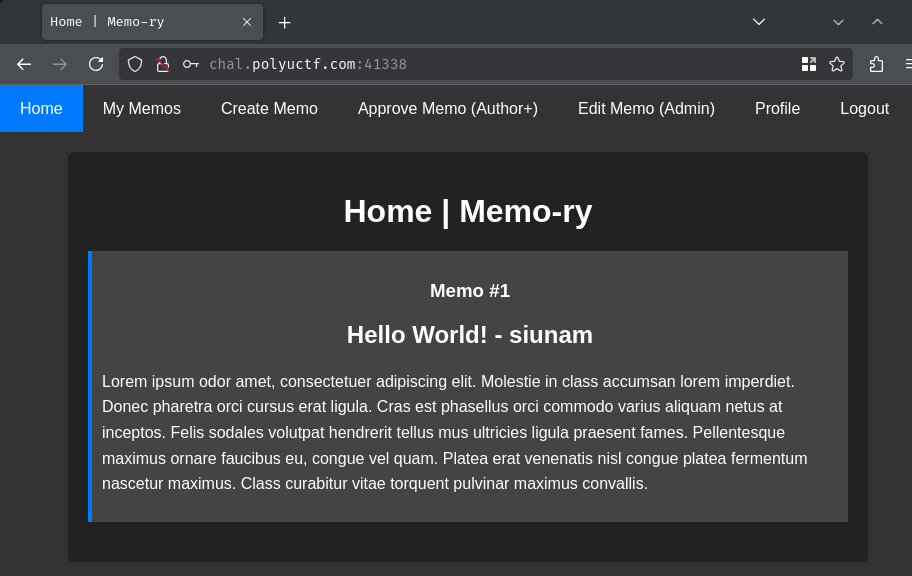 Home | Memo-ry
chal.polyuctf.com:41338
Home My Memos Create Memo Approve Memo (Author+) Edit Memo (Admin) Profile Logout
Home | Memo-ry
Memo #1
Hello World! - siunam
Lorem ipsum odor amet, consectetuer adipiscing elit. Molestie in class accumsan lorem imperdiet.
Donec pharetra orci cursus erat ligula. Cras est phasellus orci commodo varius aliquam netus at
inceptos. Felis sodales volutpat hendrerit tellus mus ultricies ligula praesent fames. Pellentesque
maximus ornare faucibus eu, congue vel quam. Platea erat venenatis nisl congue platea fermentum
nascetur maximus. Class curabitur vitae torquent pulvinar maximus convallis.